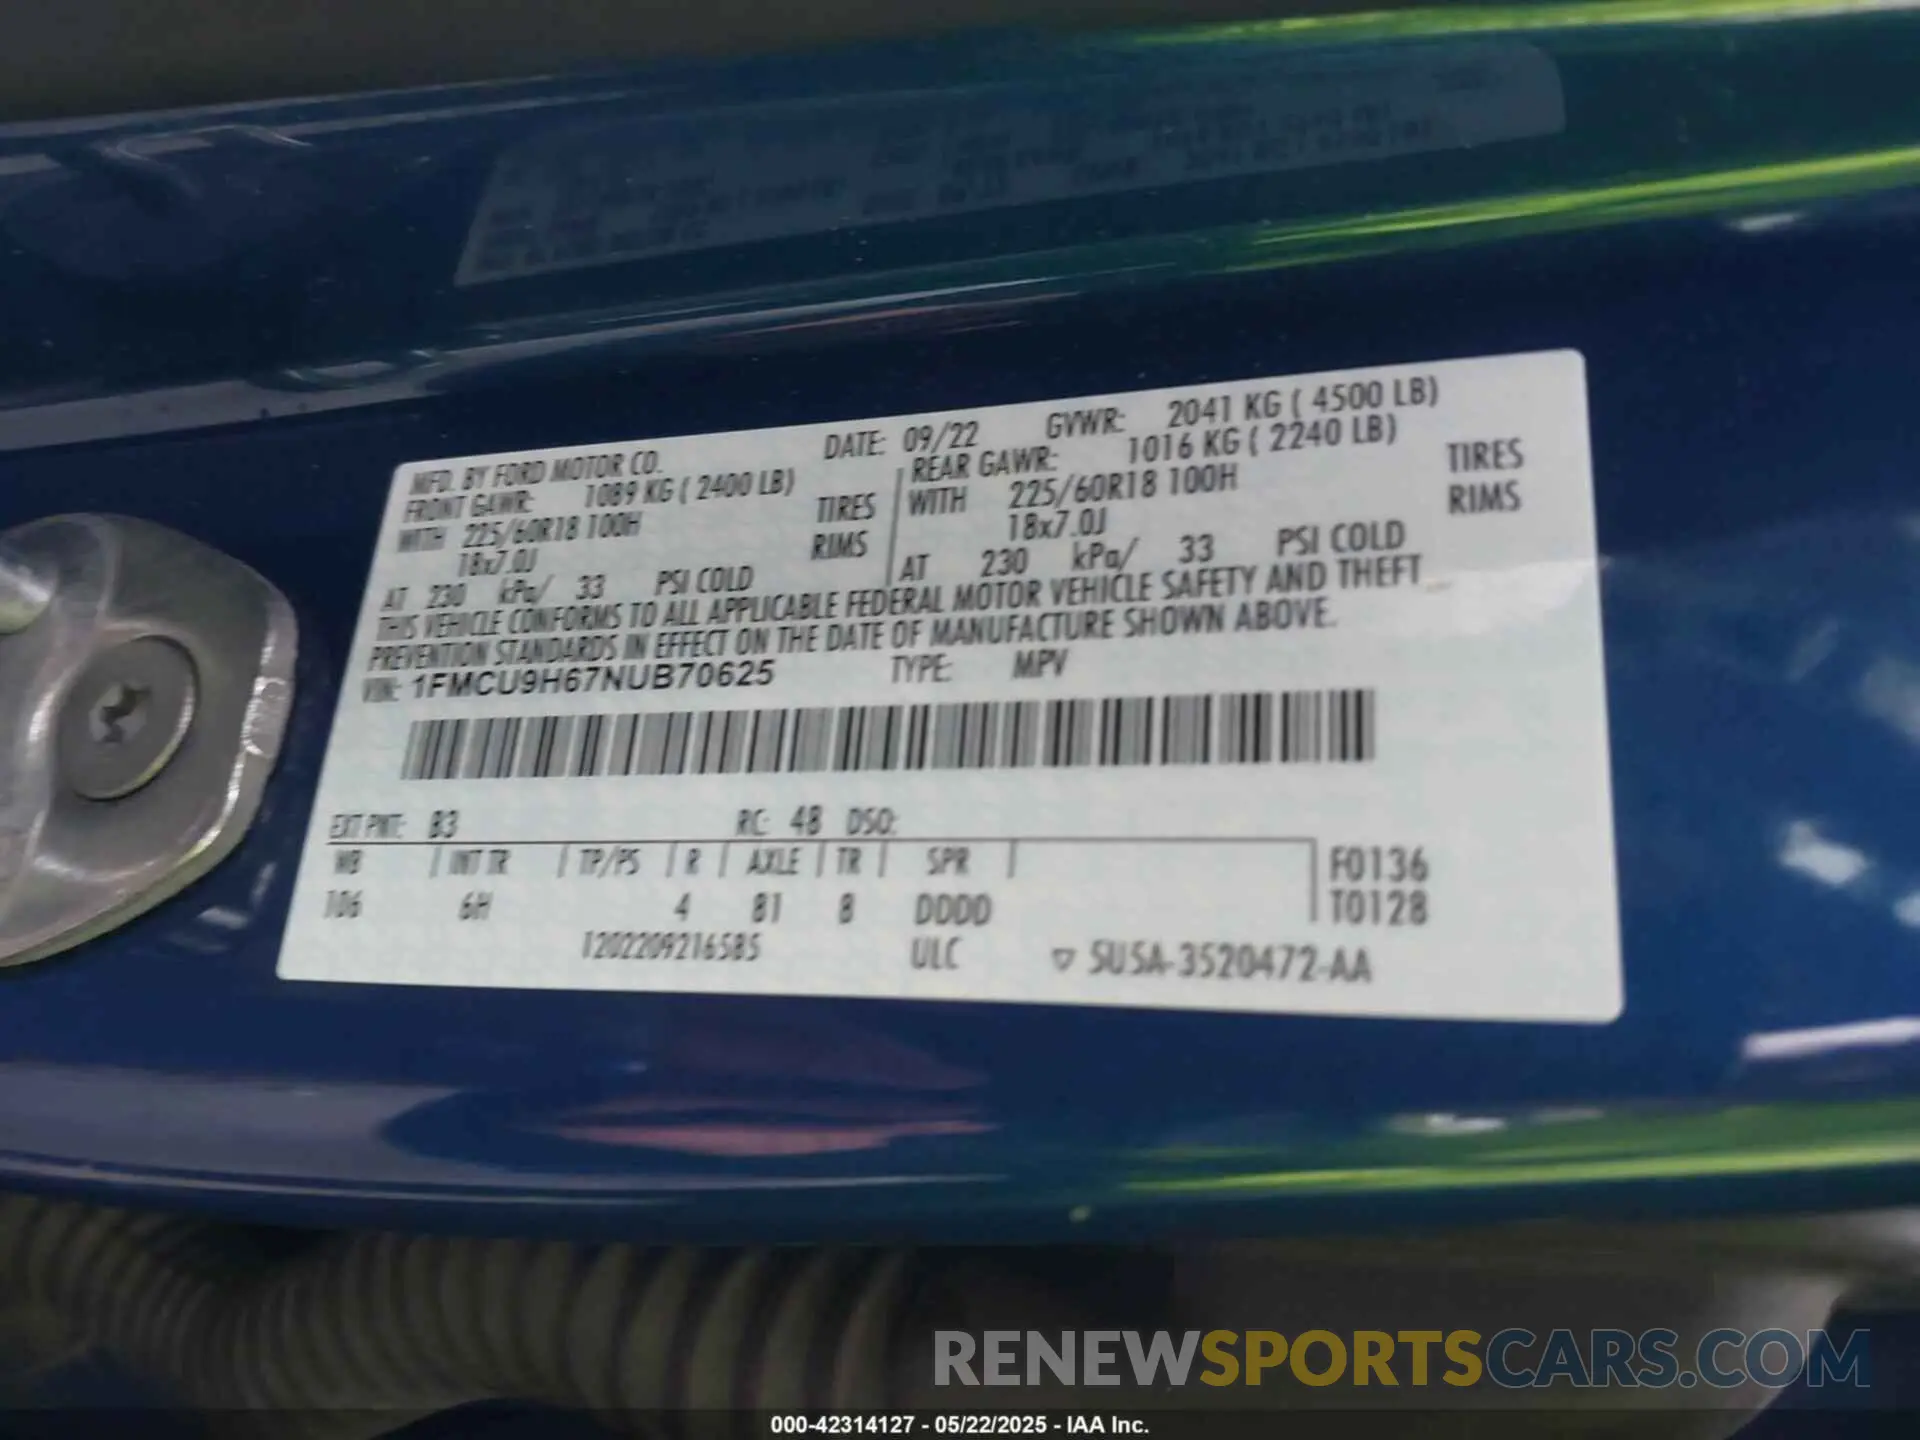 MFD. BY FORD MOTOR CO. DATE: 09/22 GVWR: 2041 KG ( 4500 LB)
FRONT GAWR: 1089 KG ( 2400 LB) REAR GAWR: 1016 KG ( 2240 LB)
WITH 225/60R18 100H TIRES WITH 225/60R18 100H TIRES
18x7.0J RIMS 18x7.0J RIMS
AT 230 kPa/ 33 PSI COLD AT 230 kPa/ 33 PSI COLD
THIS VEHICLE CONFORMS TO ALL APPLICABLE FEDERAL MOTOR VEHICLE SAFETY AND THEFT
PREVENTION STANDARDS IN EFFECT ON THE DATE OF MANUFACTURE SHOWN ABOVE.
VIN: 1FMCU9H67NUB70625 TYPE: MPV
EXT PNT: B3 RC: 48 DSO:
WB INT TR TP/PS R AXLE TR SPR F0136
106 6H 4 81 8 DDDD T0128
1202209216585 ULC ▽ 5U5A-3520472-AA
RENEWSPORTSCARS.COM
000-42314127 - 05/22/2025 - IAA Inc.